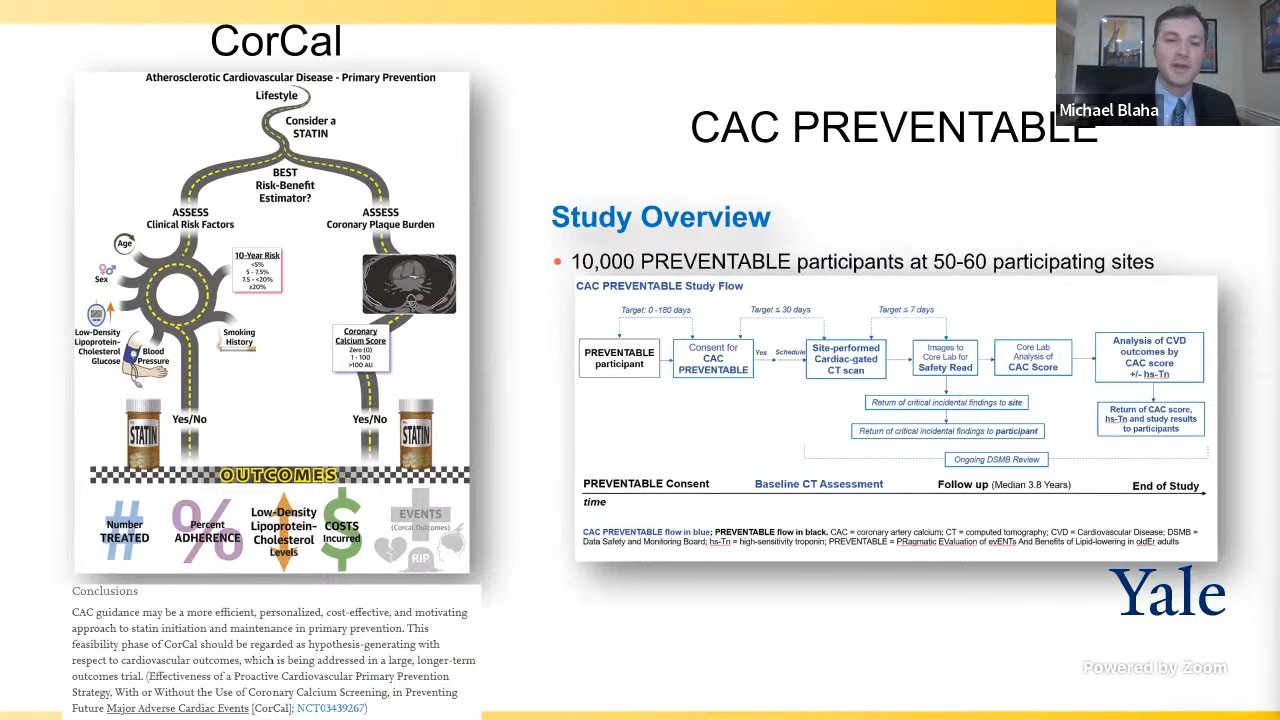 CorCal
Atherosclerotic Cardiovascular Disease - Primary Prevention
Lifestyle
Consider a
STATIN
BEST
Risk-Benefit
Estimator?
ASSESS
Clinical Risk Factors
ASSESS
Coronary Plaque Burden
Age
Sex
10-Year Risk
<5%
5 - 7.5%
7.5 - <20%
≥20%
Low-Density
Lipoprotein-
Cholesterol
Glucose
Blood
Pressure
Smoking
History
Coronary
Calcium Score
Zero (0)
1 - 100
>100 AU
Yes/No
Yes/No
STATIN
STATIN
OUTCOMES
#
Number
TREATED
%
Percent
ADHERENCE
Low-Density
Lipoprotein-
Cholesterol
Levels
$
COSTS
Incurred
EVENTS
(Corcal Outcomes)
RIP
Conclusions
CAC guidance may be a more efficient, personalized, cost-effective, and motivating
approach to statin initiation and maintenance in primary prevention. This
feasibility phase of CorCal should be regarded as hypothesis-generating with
respect to cardiovascular outcomes, which is being addressed in a large, longer-term
outcomes trial. (Effectiveness of a Proactive Cardiovascular Primary Prevention
Strategy, With or Without the Use of Coronary Calcium Screening, in Preventing
Future Major Adverse Cardiac Events [CorCal]; NCT03439267)
Michael Blaha
CAC PREVENTABLE
Study Overview
• 10,000 PREVENTABLE participants at 50-60 participating sites
CAC PREVENTABLE Study Flow
Target: 0 -180 days
Target ≤ 30 days
Target ≤ 7 days
PREVENTABLE
participant
Consent for
CAC
PREVENTABLE
Yes
Schedule
Site-performed
Cardiac-gated
CT scan
Images to
Core Lab for
Safety Read
Core Lab
Analysis of
CAC Score
Analysis of CVD
outcomes by
CAC score
+/- hs-Tn
Return of critical incidental findings to site
Return of critical incidental findings to participant
Return of CAC score,
hs-Tn and study results
to participants
Ongoing DSMB Review
PREVENTABLE Consent
Baseline CT Assessment
Follow up (Median 3.8 Years)
End of Study
time
CAC PREVENTABLE flow in blue; PREVENTABLE flow in black. CAC = coronary artery calcium; CT = computed tomography; CVD = Cardiovascular Disease; DSMB =
Data Safety and Monitoring Board; hs-Tn = high-sensitivity troponin; PREVENTABLE = PRagmatic EValuation of evENTs And Benefits of Lipid-lowering in oldEr adults
Yale
Powered by Zoom